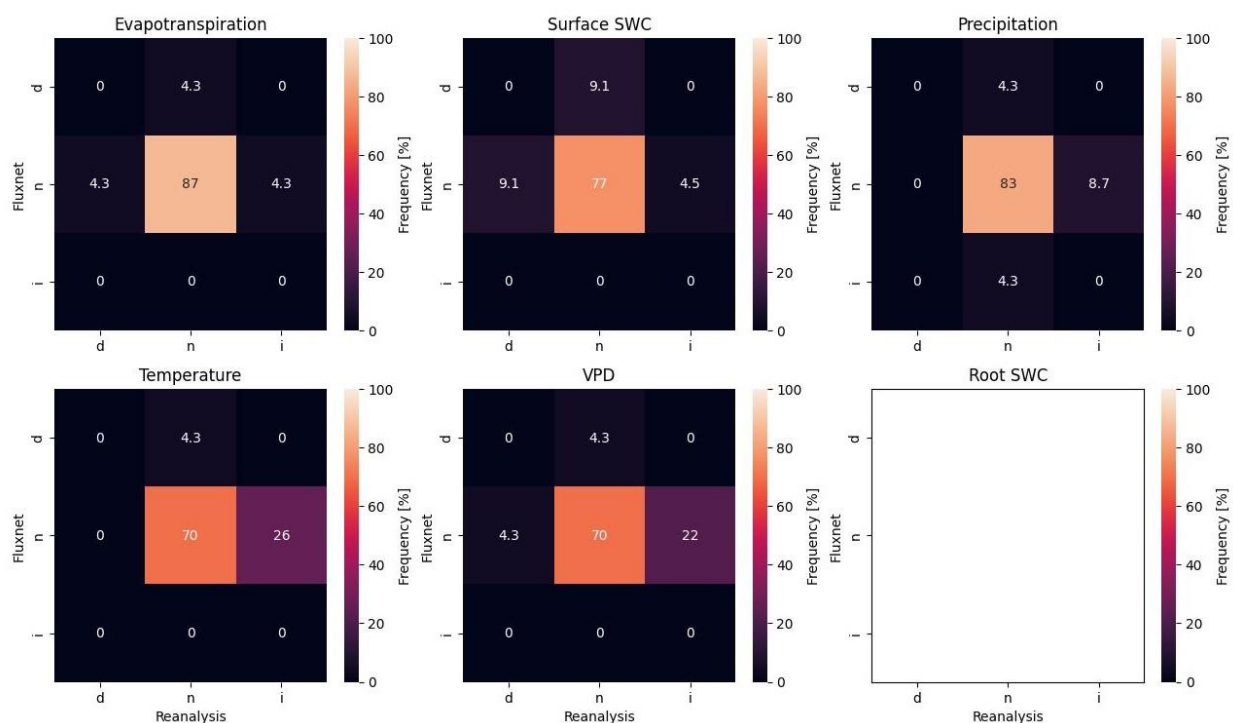 Evapotranspiration
d
n
i
Fluxnet
0 4.3 0
4.3 87 4.3
0 0 0
d n i
100
80
60
40
20
0
Frequency [%]
Surface SWC
d
n
i
Fluxnet
0 9.1 0
9.1 77 4.5
0 0 0
d n i
100
80
60
40
20
0
Frequency [%]
Precipitation
d
n
i
Fluxnet
0 4.3 0
0 83 8.7
0 4.3 0
d n i
100
80
60
40
20
0
Frequency [%]
Temperature
d
n
i
Fluxnet
0 4.3 0
0 70 26
0 0 0
d n i
Reanalysis
100
80
60
40
20
0
Frequency [%]
VPD
d
n
i
Fluxnet
0 4.3 0
4.3 70 22
0 0 0
d n i
Reanalysis
100
80
60
40
20
0
Frequency [%]
Root SWC
d
n
i
Fluxnet
d n i
Reanalysis
100
80
60
40
20
0
Frequency [%]